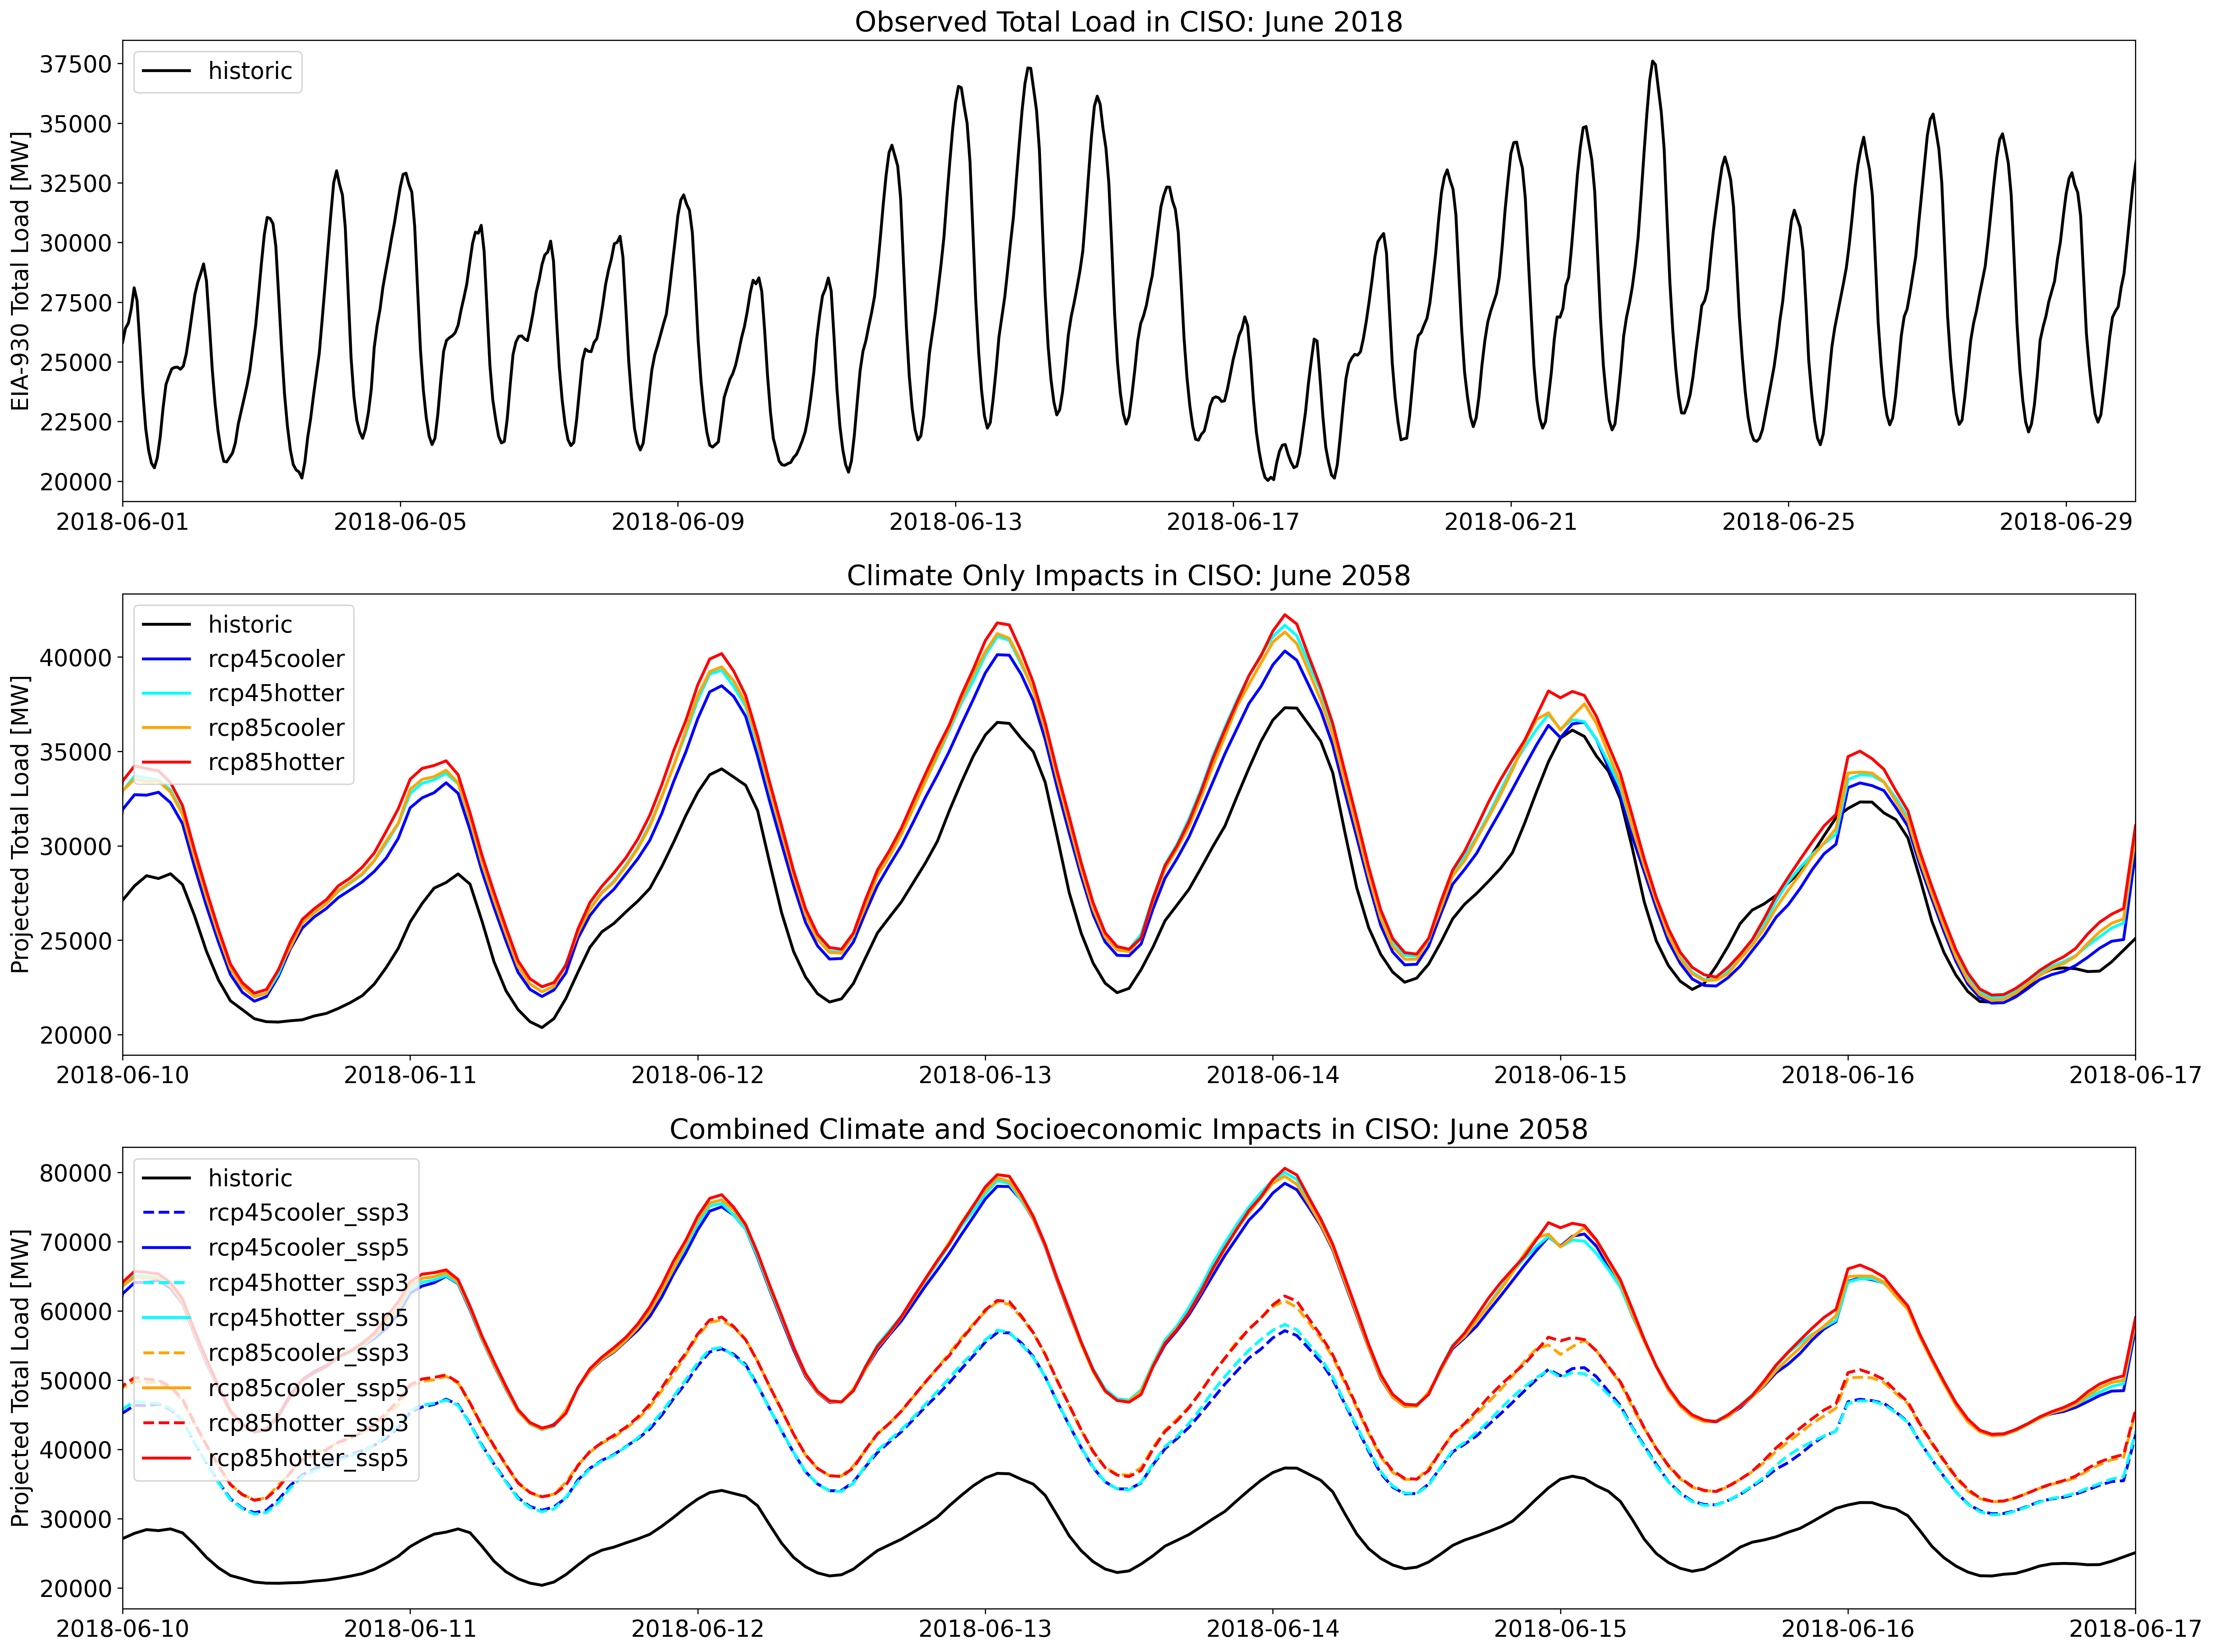 Observed Total Load in CISO: June 2018
historic
EIA-930 Total Load [MW]
37500
35000
32500
30000
27500
25000
22500
20000
2018-06-01 2018-06-05 2018-06-09 2018-06-13 2018-06-17 2018-06-21 2018-06-25 2018-06-29
Climate Only Impacts in CISO: June 2058
historic
rcp45cooler
rcp45hotter
rcp85cooler
rcp85hotter
Projected Total Load [MW]
40000
35000
30000
25000
20000
2018-06-10 2018-06-11 2018-06-12 2018-06-13 2018-06-14 2018-06-15 2018-06-16 2018-06-17
Combined Climate and Socioeconomic Impacts in CISO: June 2058
historic
rcp45cooler_ssp3
rcp45cooler_ssp5
rcp45hotter_ssp3
rcp45hotter_ssp5
rcp85cooler_ssp3
rcp85cooler_ssp5
rcp85hotter_ssp3
rcp85hotter_ssp5
Projected Total Load [MW]
80000
70000
60000
50000
40000
30000
20000
2018-06-10 2018-06-11 2018-06-12 2018-06-13 2018-06-14 2018-06-15 2018-06-16 2018-06-17